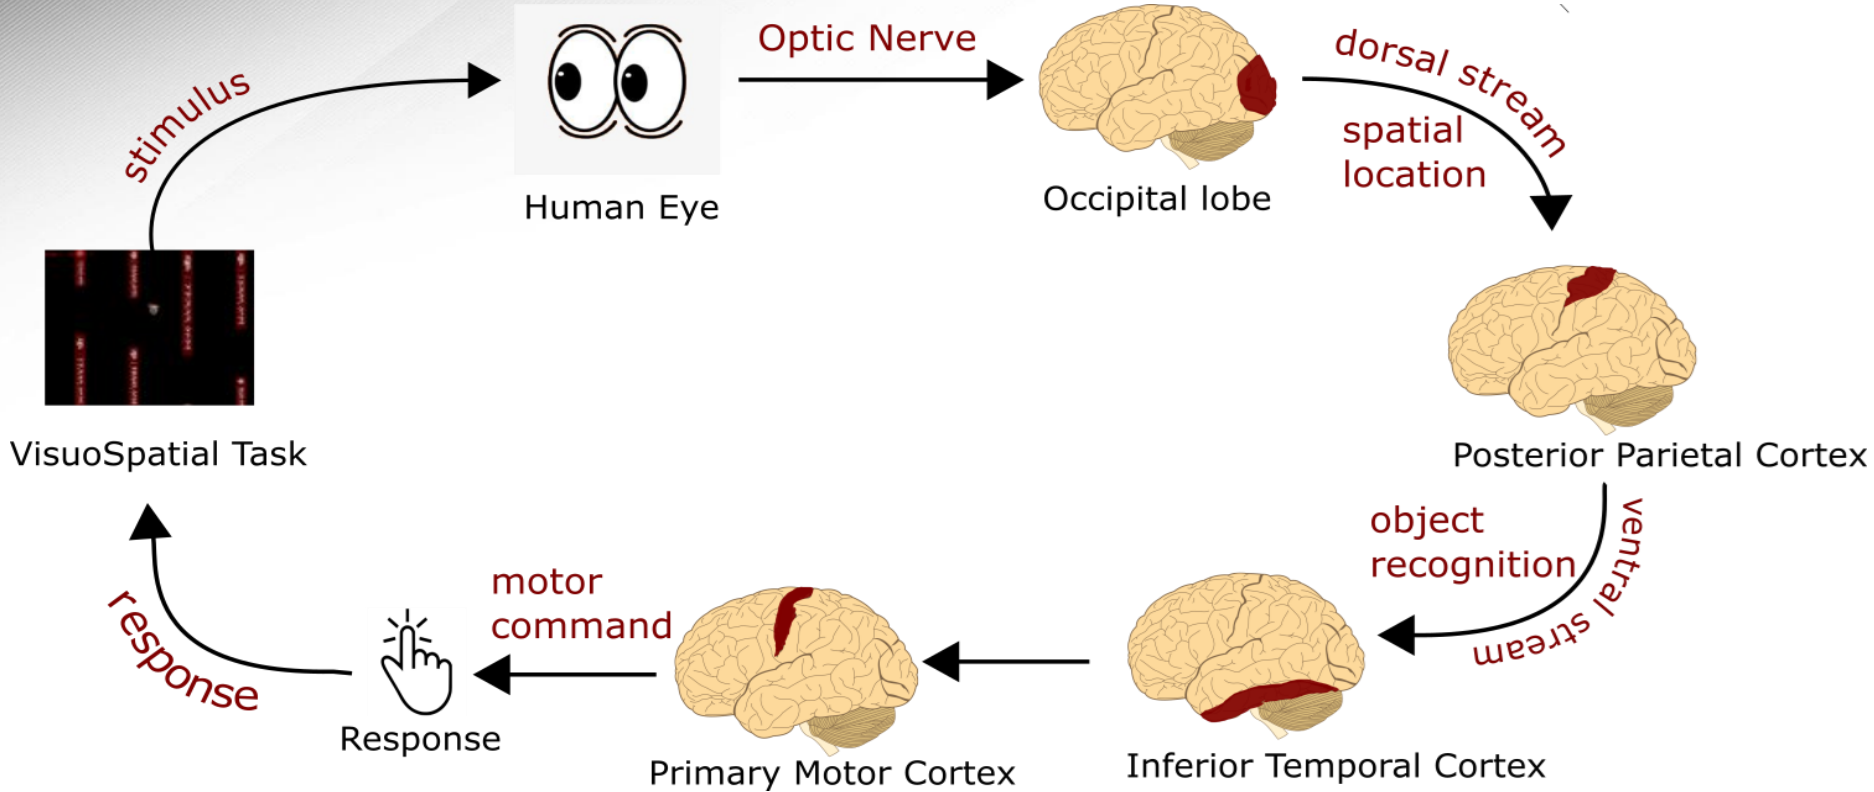 stimulus
Optic Nerve
dorsal stream
spatial
location
Human Eye
Occipital lobe
VisuoSpatial Task
Posterior Parietal Cortex
object
recognition
ventral stream
motor
command
response
Response
Primary Motor Cortex
Inferior Temporal Cortex